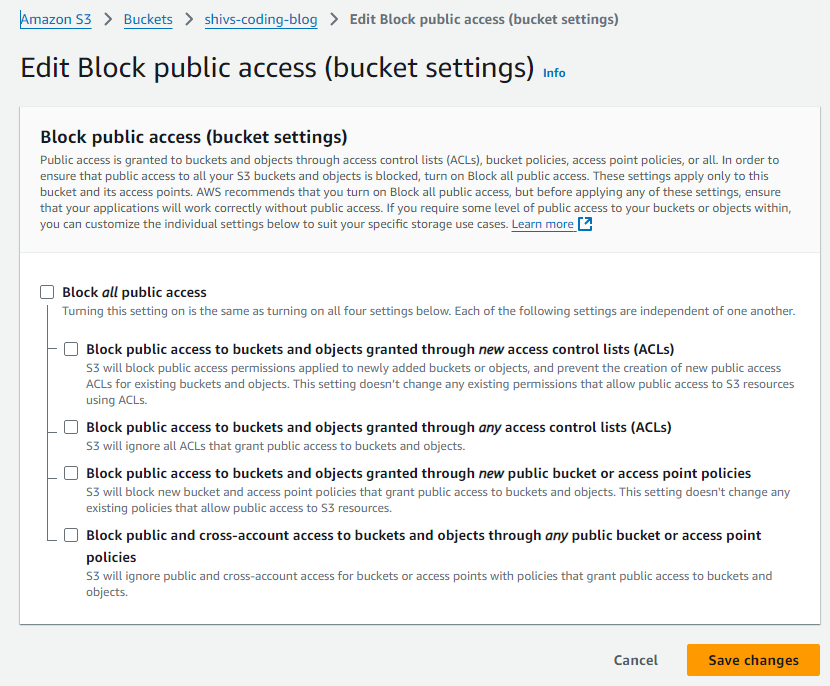 Amazon S3 > Buckets > shivs-coding-blog > Edit Block public access (bucket settings)
Edit Block public access (bucket settings) Info
Block public access (bucket settings)
Public access is granted to buckets and objects through access control lists (ACLs), bucket policies, access point policies, or all. In order to
ensure that public access to all your S3 buckets and objects is blocked, turn on Block all public access. These settings apply only to this
bucket and its access points. AWS recommends that you turn on Block all public access, but before applying any of these settings, ensure
that your applications will work correctly without public access. If you require some level of public access to your buckets or objects within,
you can customize the individual settings below to suit your specific storage use cases. Learn more
Block all public access
Turning this setting on is the same as turning on all four settings below. Each of the following settings are independent of one another.
Block public access to buckets and objects granted through new access control lists (ACLs)
S3 will block public access permissions applied to newly added buckets or objects, and prevent the creation of new public access
ACLs for existing buckets and objects. This setting doesn't change any existing permissions that allow public access to S3 resources
using ACLs.
Block public access to buckets and objects granted through any access control lists (ACLs)
S3 will ignore all ACLs that grant public access to buckets and objects.
Block public access to buckets and objects granted through new public bucket or access point policies
S3 will block new bucket and access point policies that grant public access to buckets and objects. This setting doesn't change any
existing policies that allow public access to S3 resources.
Block public and cross-account access to buckets and objects through any public bucket or access point
policies
S3 will ignore public and cross-account access for buckets or access points with policies that grant public access to buckets and
objects.
Cancel Save changes